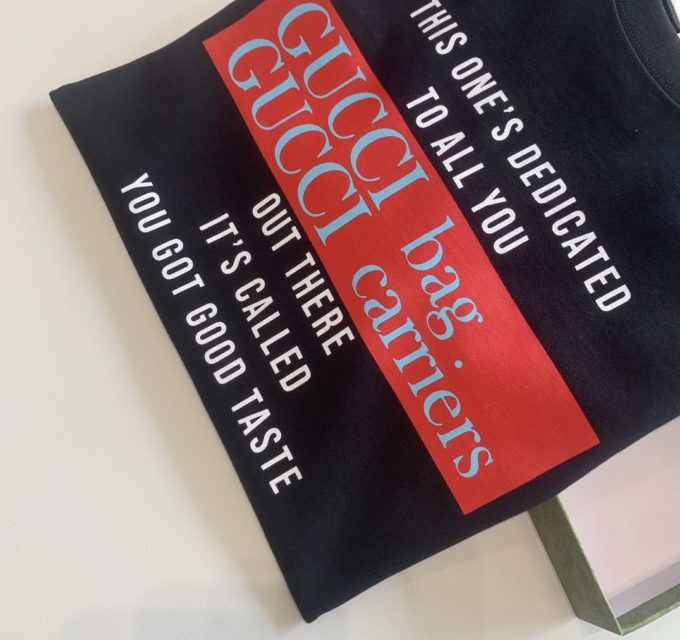 THIS ONE'S DEDICATED
TO ALL YOU
GUCCI bag
GUCCI carriers
OUT THERE
IT'S CALLED
YOU GOT GOOD TASTE